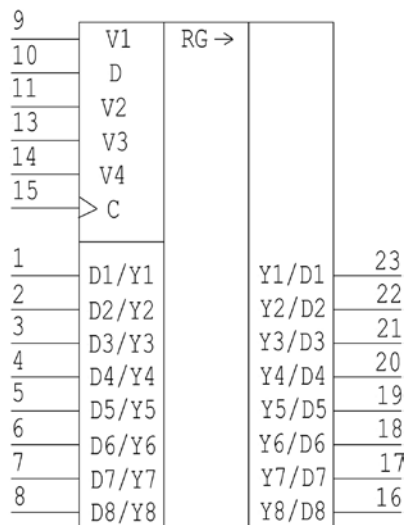 9 V1 RG →
10 D
11 V2
13 V3
14 V4
15 C
1 D1/Y1 Y1/D1 23
2 D2/Y2 Y2/D2 22
3 D3/Y3 Y3/D3 21
4 D4/Y4 Y4/D4 20
5 D5/Y5 Y5/D5 19
6 D6/Y6 Y6/D6 18
7 D7/Y7 Y7/D7 17
8 D8/Y8 Y8/D8 16